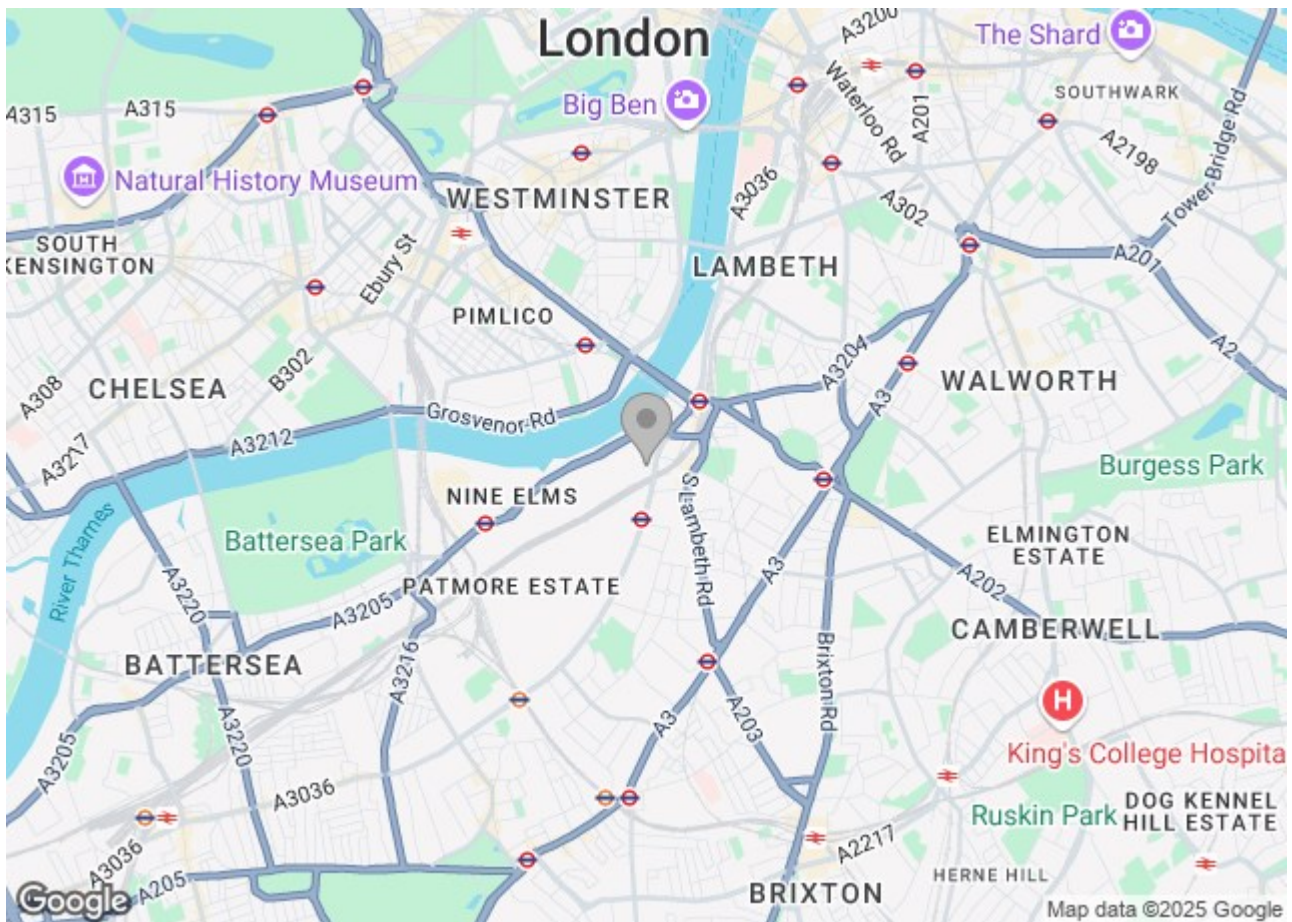 London
A3200
The Shard
Big Ben
Waterloo Rd
A201
SOUTHWARK
A315
A315
Tower Bridge Rd
A2198
Natural History Museum
WESTMINSTER
A3036
A302
SOUTH
KENSINGTON
Ebury St
LAMBETH
A201
PIMLICO
A2
A308
CHELSEA
B302
A3204
A3
WALWORTH
Grosvenor Rd
A3217
A3212
Burgess Park
S Lambeth Rd
NINE ELMS
River Thames
Battersea Park
ELMINGTON
ESTATE
A3220
PATMORE ESTATE
A3
A202
A3205
CAMBERWELL
BATTERSEA
A3216
Brixton Rd
A203
A3
A3220
King's College Hospita
A3205
A3036
Ruskin Park
DOG KENNEL
HILL ESTATE
A3036
A2217
HERNE HILL
A205
BRIXTON
Google
Map data ©2025 Google